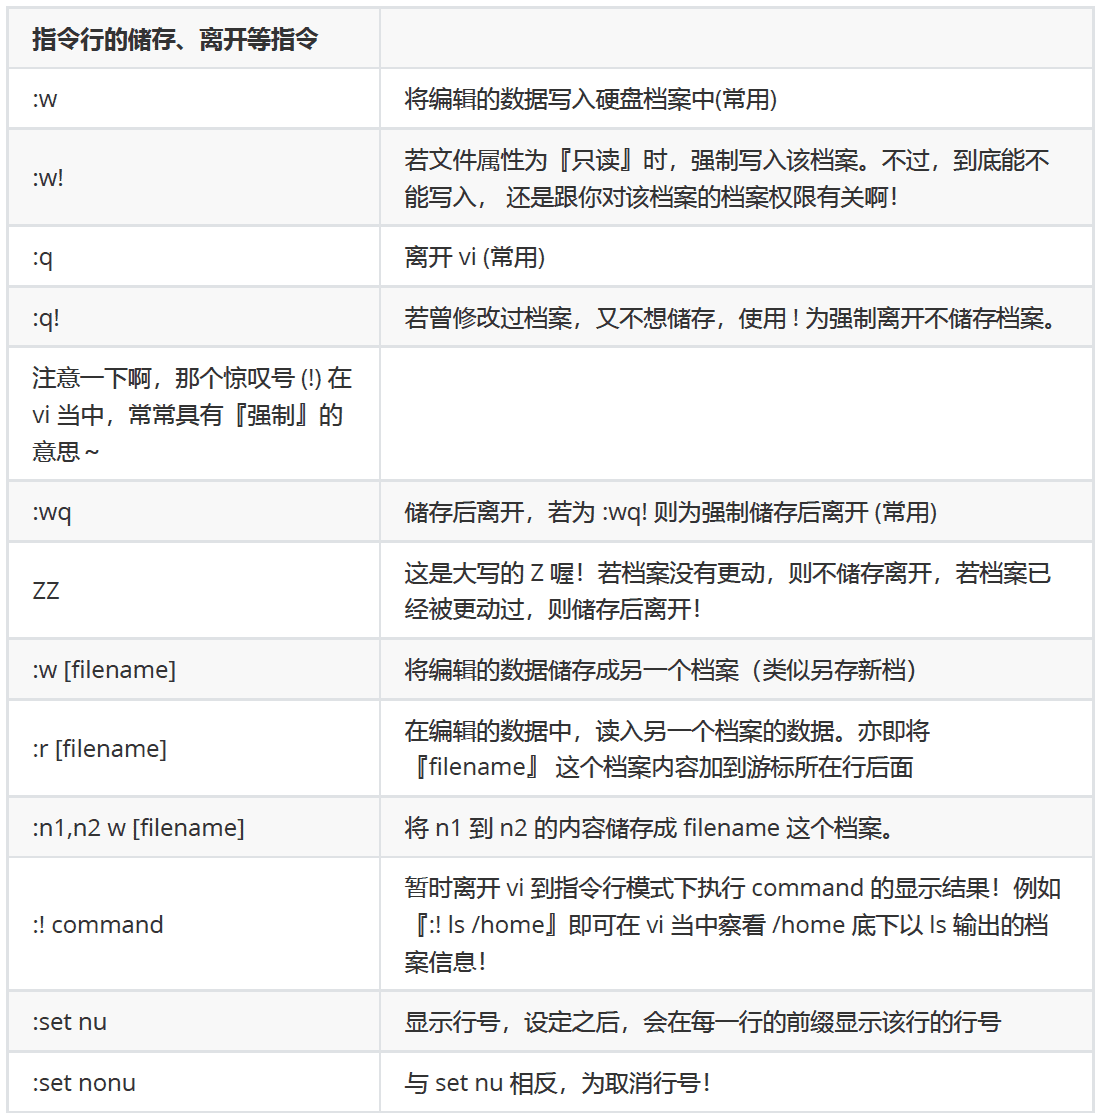 指令行的储存、离开等指令
:w
将编辑的数据写入硬盘档案中(常用)
:w!
若文件属性为『只读』时，强制写入该档案。不过，到底能不
能写入， 还是跟你对该档案的档案权限有关啊！
:q
离开 vi (常用)
:q!
若曾修改过档案，又不想储存，使用 ! 为强制离开不储存档案。
注意一下啊，那个惊叹号 (!) 在
vi 当中，常常具有『强制』的
意思～
:wq
储存后离开，若为 :wq! 则为强制储存后离开 (常用)
ZZ
这是大写的 Z 喔！若档案没有更动，则不储存离开，若档案已
经被更动过，则储存后离开！
:w [filename]
将编辑的数据储存成另一个档案（类似另存新档）
:r [filename]
在编辑的数据中，读入另一个档案的数据。亦即将
『filename』 这个档案内容加到游标所在行后面
:n1,n2 w [filename]
将 n1 到 n2 的内容储存成 filename 这个档案。
:! command
暂时离开 vi 到指令行模式下执行 command 的显示结果！例如
『:! ls /home』即可在 vi 当中察看 /home 底下以 ls 输出的档
案信息！
:set nu
显示行号，设定之后，会在每一行的前缀显示该行的行号
:set nonu
与 set nu 相反，为取消行号！